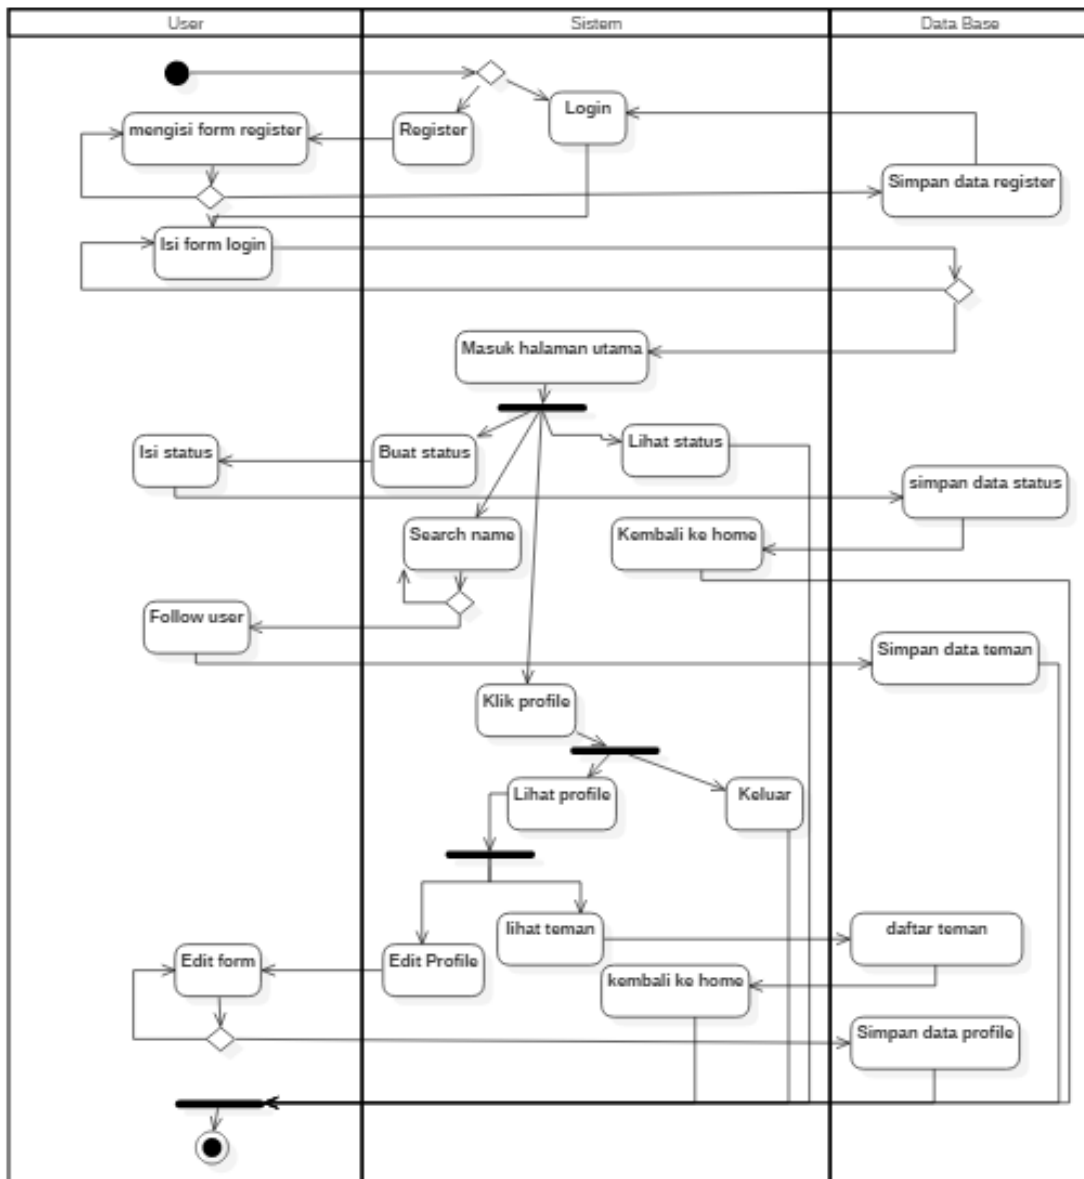 User
Sistem
Data Base
Login
mengisi form register
Register
Simpan data register
Isi form login
Masuk halaman utama
Isi status
Buat status
Lihat status
simpan data status
Search name
Kembali ke home
Follow user
Simpan data teman
Klik profile
Lihat profile
Keluar
lihat teman
daftar teman
Edit form
Edit Profile
kembali ke home
Simpan data profile